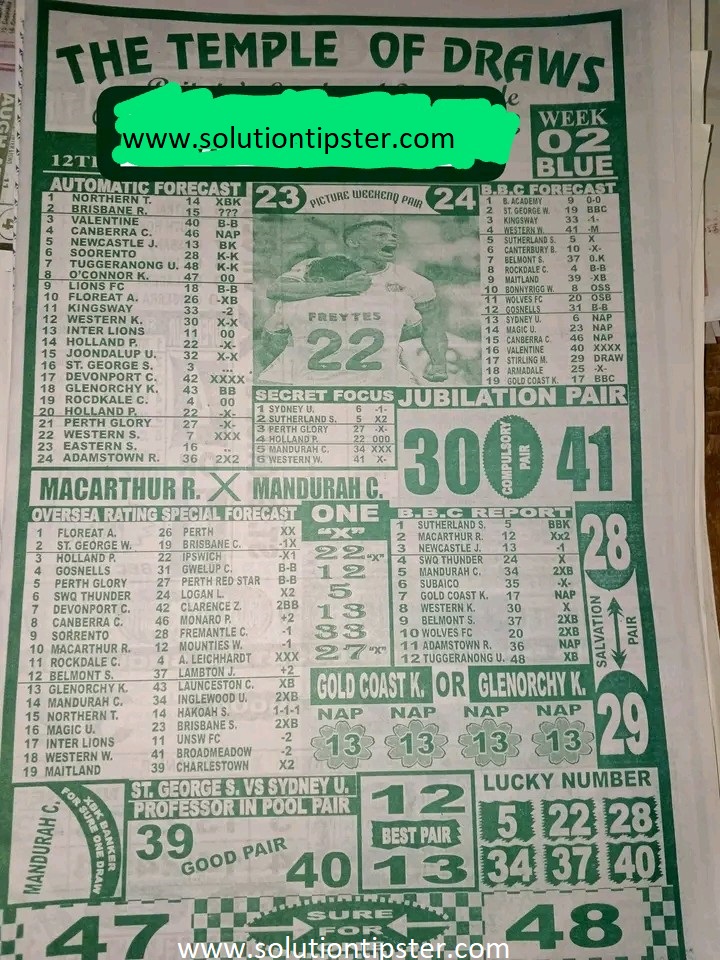 THE TEMPLE OF DRAWS
www.solutiontipster.com
WEEK
02
BLUE
AUTOMATIC FORECAST
1 NORTHERN T. 14 XBK
2 BRISBANE R. 15 ???
3 VALENTINE 40 B-B
4 CANBERRA C. 46 NAP
5 NEWCASTLE J. 13 BK
6 SOORENTO 28 K-K
7 TUGGERANONG U. 48 K-K
8 O'CONNOR K. 47 00
9 LIONS FC 18 B-B
10 FLOREAT A. 26 -XB
11 KINGSWAY 33 -2
12 WESTERN K. 30 X-X
13 INTER LIONS 11 00
14 HOLLAND P. 22 -X-
15 JOONDALUP U. 32 X-X
16 ST. GEORGE S. 3 ...
17 DEVONPORT C. 42 XXXX
18 GLENORCHY K. 43 BB
19 ROCDKALE C. 4 00
20 HOLLAND P. 22 -X-
21 PERTH GLORY 27 -X-
22 WESTERN S. 7 XXX
23 EASTERN S. 16 ..
24 ADAMSTOWN R. 36 2X2
23 PICTURE WEEKEND PAIR 24
FREYTES
22
B.B.C FORECAST
1 B. ACADEMY 9 0-0
2 ST. GEORGE W. 19 BBC
3 KINGSWAY 33 -1-
4 WESTERN W. 41 -M
5 SUTHERLAND S. 5 X
6 CANTERBURY B. 10 -X-
7 BELMONT S. 37 0.K
8 ROCKDALE C. 4 B-B
9 MAITLAND 39 -XB
10 BONNYRIGG W. 8 OSS
11 WOLVES FC 20 OSB
12 GOSNELLS 31 B-B
13 SYDNEY U. 6 NAP
14 MAGIC U. 23 NAP
15 CANBERRA C. 46 NAP
16 VALENTINE 40 XXXX
17 STIRLING M. 29 DRAW
18 ARMADALE 25 -X-
19 GOLD COAST K. 17 BBC
SECRET FOCUS
1 SYDNEY U. 6 -1-
2 SUTHERLAND S. 5 X2
3 PERTH GLORY 27 -X-
4 HOLLAND P. 22 000
5 MANDURAH C. 34 XXX
6 WESTERN W. 41 X-
JUBILATION PAIR
30 COMPULSORY PAIR 41
MACARTHUR R. X MANDURAH C.
OVERSEA RATING SPECIAL FORECAST
1 FLOREAT A. 26 PERTH XX
2 ST. GEORGE W. 19 BRISBANE C. -1X
3 HOLLAND P. 22 IPSWICH -X1
4 GOSNELLS 31 GWELUP C. B-B
5 PERTH GLORY 27 PERTH RED STAR B-B
6 SWQ THUNDER 24 LOGAN L. X2
7 DEVONPORT C. 42 CLARENCE Z. 2BB
8 CANBERRA C. 46 MONARO P. +2
9 SORRENTO 28 FREMANTLE C. -1
10 MACARTHUR R. 12 MOUNTIES W. -1
11 ROCKDALE C. 4 A. LEICHHARDT XXX
12 BELMONT S. 37 LAMBTON J. +2
13 GLENORCHY K. 43 LAUNCESTON C. XB
14 MANDURAH C. 34 INGLEWOOD U. 2XB
15 NORTHERN T. 14 HAKOAH S. 1-1-1
16 MAGIC U. 23 BRISBANE S. 2XB
17 INTER LIONS 11 UNSW FC -2
18 WESTERN W. 41 BROADMEADOW -2
19 MAITLAND 39 CHARLESTOWN X2
ONE
"X"
22 "X"
12
5
13
33
27 "X"
B.B.C REPORT
1 SUTHERLAND S. 5 BBK
2 MACARTHUR R. 12 Xx2
3 NEWCASTLE J. 13 -1
4 SWQ THUNDER 24 X
5 MANDURAH C. 34 2XB
6 SUBAICO 35 -X-
7 GOLD COAST K. 17 NAP
8 WESTERN K. 30 X
9 BELMONT S. 37 2XB
10 WOLVES FC 20 2XB
11 ADAMSTOWN R. 36 NAP
12 TUGGERANONG U. 48 XB
28
SALVATION PAIR
29
GOLD COAST K. OR GLENORCHY K.
NAP NAP NAP NAP
13 13 13 13
MANDURAH C.
XBK BANKER
FOR SURE ONE DRAW
ST. GEORGE S. VS SYDNEY U.
PROFESSOR IN POOL PAIR
39 GOOD PAIR 40
12
BEST PAIR
13
LUCKY NUMBER
5 22 28
34 37 40
47 SURE FOR 48
www.solutiontipster.com